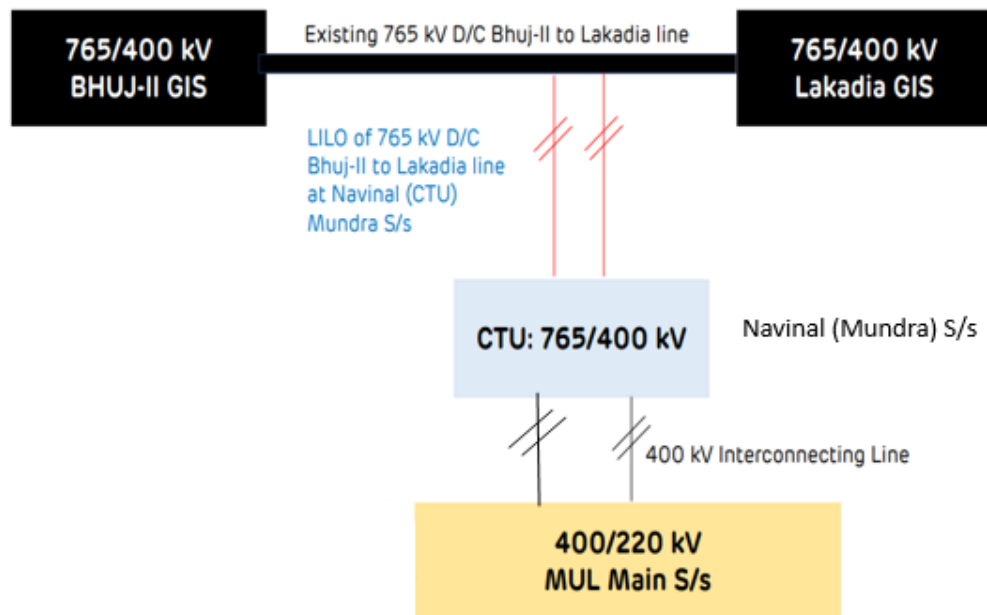 765/400 kV
BHUJ-II GIS
Existing 765 kV D/C Bhuj-II to Lakadia line
765/400 kV
Lakadia GIS
LILO of 765 kV D/C
Bhuj-II to Lakadia line
at Navinal (CTU)
Mundra S/s
CTU: 765/400 kV
Navinal (Mundra) S/s
400 kV Interconnecting Line
400/220 kV
MUL Main S/s